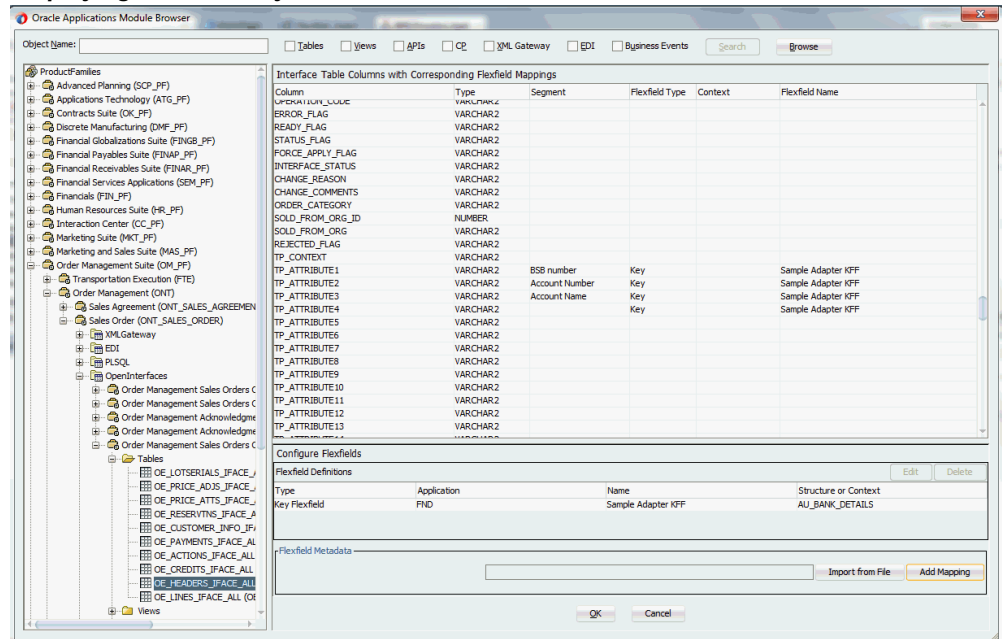 Oracle Applications Module Browser
Object Name:
Tables Views APIs CP XML Gateway EDI Business Events Search Browse
ProductFamilies
Advanced Planning (SCP_PF)
Applications Technology (ATG_PF)
Contracts Suite (OK_PF)
Discrete Manufacturing (DMF_PF)
Financial Globalizations Suite (FINGB_PF)
Financial Payables Suite (FINAP_PF)
Financial Receivables Suite (FINAR_PF)
Financial Services Applications (SEM_PF)
Financials (FIN_PF)
Human Resources Suite (HR_PF)
Interaction Center (CC_PF)
Marketing Suite (MKT_PF)
Marketing and Sales Suite (MAS_PF)
Order Management Suite (OM_PF)
Transportation Execution (FTE)
Order Management (ONT)
Sales Agreement (ONT_SALES_AGREEMEN
Sales Order (ONT_SALES_ORDER)
XMLGateway
EDI
PLSQL
OpenInterfaces
Order Management Sales Orders C
Order Management Sales Orders C
Order Management Acknowledgme
Order Management Acknowledgme
Order Management Sales Orders C
Tables
OE_LOTSERIALS_IFACE_A
OE_PRICE_ADJS_IFACE_
OE_PRICE_ATTS_IFACE_
OE_RESERVTNS_IFACE_A
OE_CUSTOMER_INFO_IF
OE_PAYMENTS_IFACE_AL
OE_ACTIONS_IFACE_ALL
OE_CREDITS_IFACE_ALL
OE_HEADERS_IFACE_ALL
OE_LINES_IFACE_ALL (OE
Views
Interface Table Columns with Corresponding Flexfield Mappings
Column Type Segment Flexfield Type Context Flexfield Name
OPERATION_CODE VARCHAR2
ERROR_FLAG VARCHAR2
READY_FLAG VARCHAR2
STATUS_FLAG VARCHAR2
FORCE_APPLY_FLAG VARCHAR2
INTERFACE_STATUS VARCHAR2
CHANGE_REASON VARCHAR2
CHANGE_COMMENTS VARCHAR2
ORDER_CATEGORY VARCHAR2
SOLD_FROM_ORG_ID NUMBER
SOLD_FROM_ORG VARCHAR2
REJECTED_FLAG VARCHAR2
TP_CONTEXT VARCHAR2
TP_ATTRIBUTE1 VARCHAR2 BSB number Key Sample Adapter KFF
TP_ATTRIBUTE2 VARCHAR2 Account Number Key Sample Adapter KFF
TP_ATTRIBUTE3 VARCHAR2 Account Name Key Sample Adapter KFF
TP_ATTRIBUTE4 VARCHAR2 Key Sample Adapter KFF
TP_ATTRIBUTE5 VARCHAR2
TP_ATTRIBUTE6 VARCHAR2
TP_ATTRIBUTE7 VARCHAR2
TP_ATTRIBUTE8 VARCHAR2
TP_ATTRIBUTE9 VARCHAR2
TP_ATTRIBUTE10 VARCHAR2
TP_ATTRIBUTE11 VARCHAR2
TP_ATTRIBUTE12 VARCHAR2
TP_ATTRIBUTE13 VARCHAR2
Configure Flexfields
Flexfield Definitions Edit Delete
Type Application Name Structure or Context
Key Flexfield FND Sample Adapter KFF AU_BANK_DETAILS
Flexfield Metadata
Import from File Add Mapping
OK Cancel